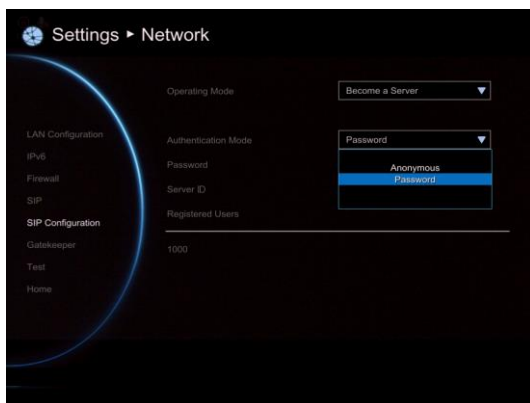 Settings ▸ Network
Operating Mode
Become a Server
LAN Configuration
IPv6
Firewall
SIP
SIP Configuration
Gatekeeper
Test
Home
Authentication Mode
Password
Anonymous
Password
Password
Server ID
Registered Users
1000